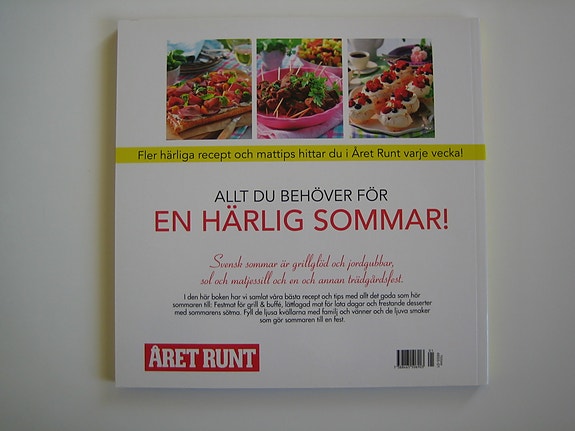 Fler härliga recept och mattips hittar du i Året Runt varje vecka!
ALLT DU BEHÖVER FÖR
EN HÄRLIG SOMMAR!
Svensk sommar är grillglöd och jordgubbar,
sol och matjessill och en och annan trädgårdsfest.
I den här boken har vi samlat våra bästa recept och tips med allt det goda som hör
sommaren till: Festmat för grill & buffé, lättlagad mat för lata dagar och frestande desserter
med sommarens sötma. Fyll de ljusa kvällarna med familj och vänner och de ljuva smaker
som gör sommaren till en fest.
ÅRET RUNT